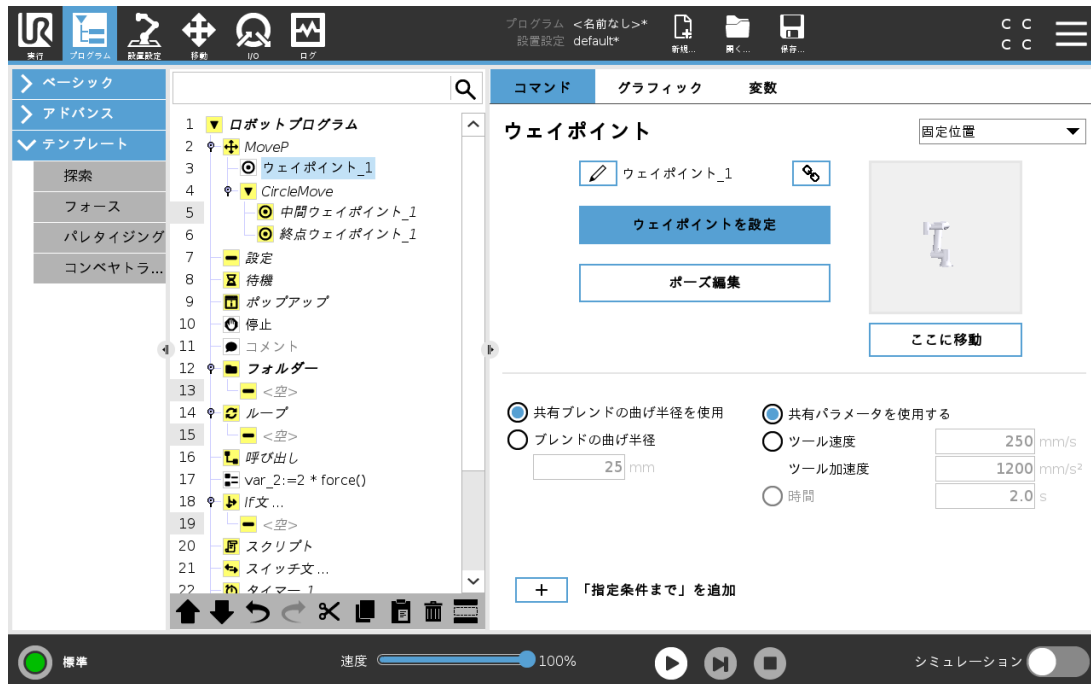 プログラム <名前なし>*
設置設定 default*
実行 プログラム 設置設定 移動 I/O ログ 新規... 開く... 保存...
C C
C C
ベーシック
アドバンス
テンプレート
探索
フォース
パレタイジング
コンベヤトラ...
1 ロボットプログラム
2 MoveP
3 ウェイポイント_1
4 CircleMove
5 中間ウェイポイント_1
6 終点ウェイポイント_1
7 設定
8 待機
9 ポップアップ
10 停止
11 コメント
12 フォルダー
13 <空>
14 ループ
15 <空>
16 呼び出し
17 var_2:=2 * force()
18 If文 ...
19 <空>
20 スクリプト
21 スイッチ文 ...
22 タイマー_1
コマンド グラフィック 変数
ウェイポイント 固定位置
ウェイポイント_1
ウェイポイントを設定
ポーズ編集
ここに移動
共有ブレンドの曲げ半径を使用
ブレンドの曲げ半径
25 mm
共有パラメータを使用する
ツール速度 250 mm/s
ツール加速度 1200 mm/s²
時間 2.0 s
+ 「指定条件まで」を追加
標準 速度 100% シミュレーション